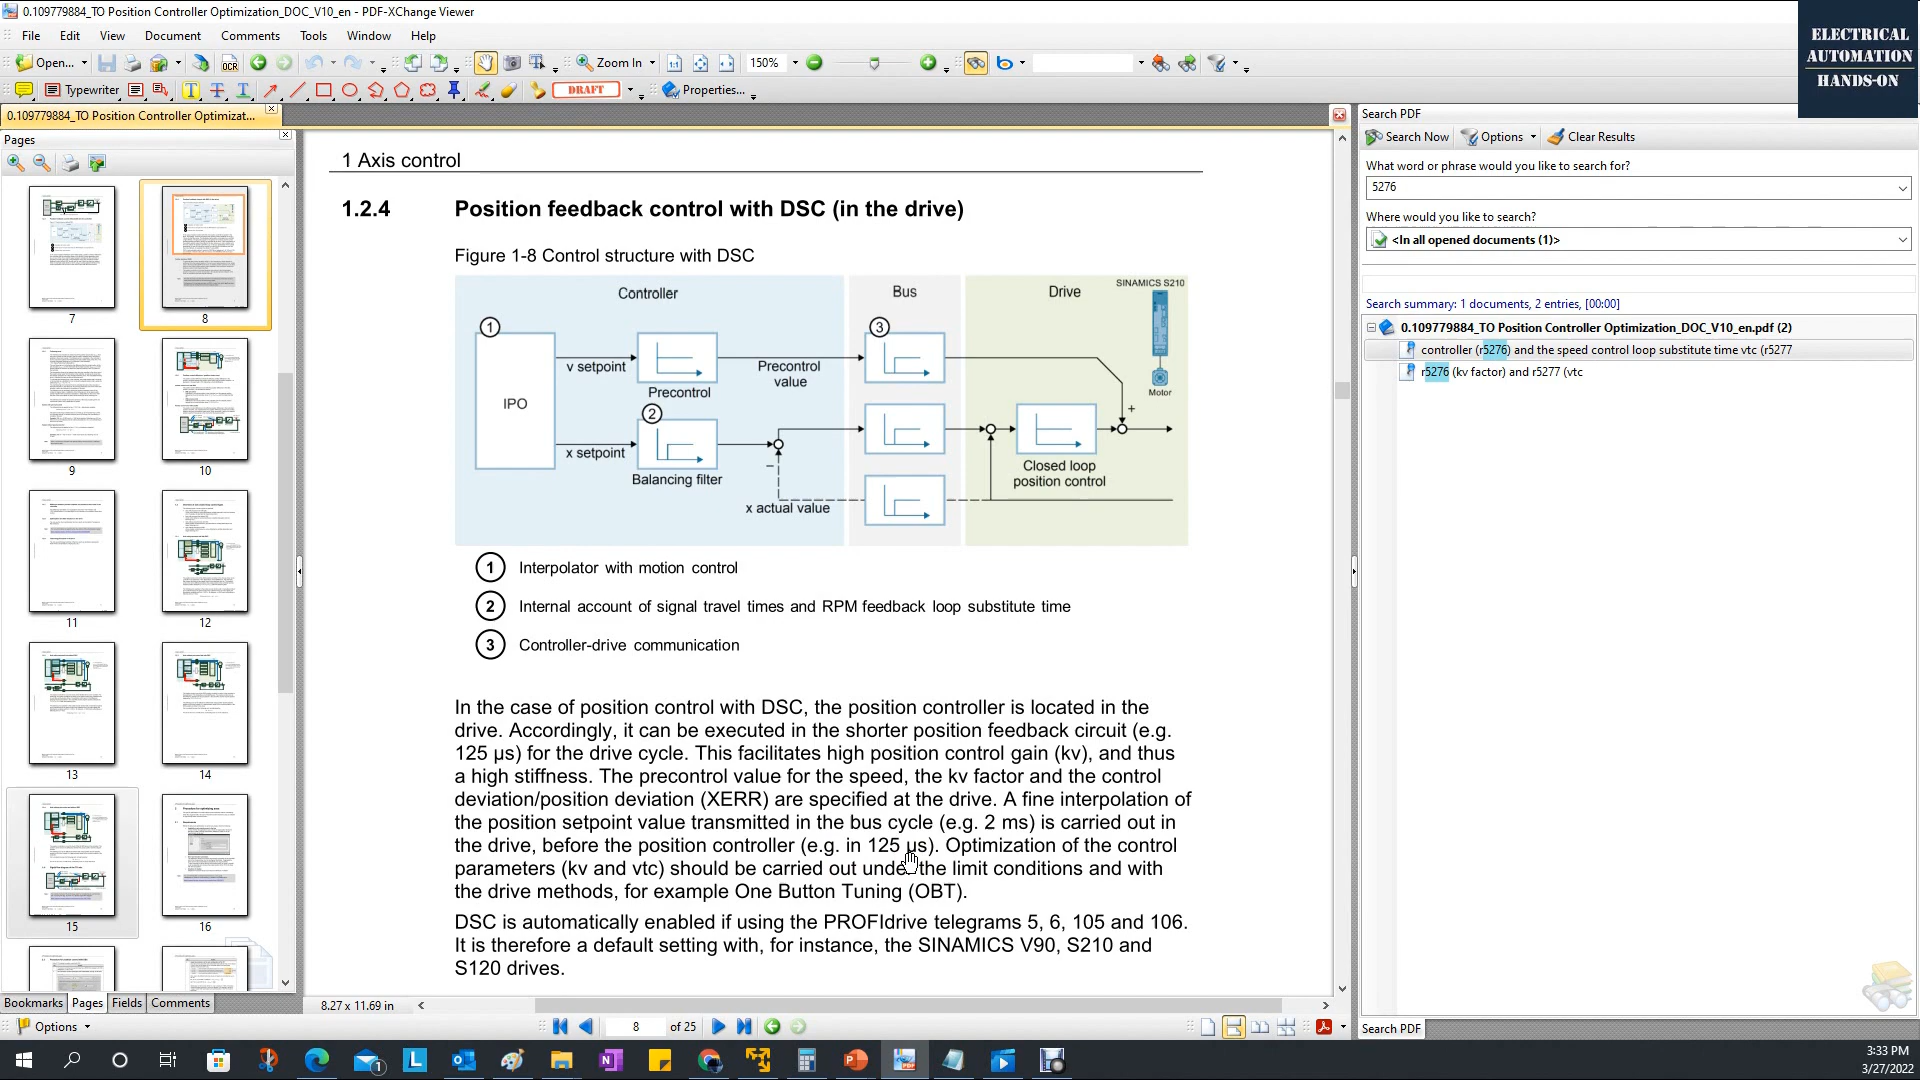 0.109779884_TO Position Controller Optimization_DOC_V10_en - PDF-XChange Viewer
File Edit View Document Comments Tools Window Help
Open... OCR Zoom In 150%
Typewriter DRAFT Properties...
ELECTRICAL
AUTOMATION
HANDS-ON
0.109779884_TO Position Controller Optimizat...
Pages
7 8
9 10
11 12
13 14
15 16
Bookmarks Pages Fields Comments
Options
1 Axis control
1.2.4 Position feedback control with DSC (in the drive)
Figure 1-8 Control structure with DSC
Controller Bus Drive SINAMICS S210
1 3
v setpoint Precontrol value
Precontrol Motor
IPO 2 +
x setpoint
Balancing filter – Closed loop position control
x actual value
1 Interpolator with motion control
2 Internal account of signal travel times and RPM feedback loop substitute time
3 Controller-drive communication
In the case of position control with DSC, the position controller is located in the
drive. Accordingly, it can be executed in the shorter position feedback circuit (e.g.
125 µs) for the drive cycle. This facilitates high position control gain (kv), and thus
a high stiffness. The precontrol value for the speed, the kv factor and the control
deviation/position deviation (XERR) are specified at the drive. A fine interpolation of
the position setpoint value transmitted in the bus cycle (e.g. 2 ms) is carried out in
the drive, before the position controller (e.g. in 125 µs). Optimization of the control
parameters (kv and vtc) should be carried out under the limit conditions and with
the drive methods, for example One Button Tuning (OBT).
DSC is automatically enabled if using the PROFIdrive telegrams 5, 6, 105 and 106.
It is therefore a default setting with, for instance, the SINAMICS V90, S210 and
S120 drives.
8.27 x 11.69 in
8 of 25
Search PDF
Search Now Options Clear Results
What word or phrase would you like to search for?
5276
Where would you like to search?
<In all opened documents (1)>
Search summary: 1 documents, 2 entries, [00:00]
0.109779884_TO Position Controller Optimization_DOC_V10_en.pdf (2)
controller (r5276) and the speed control loop substitute time vtc (r5277
r5276 (kv factor) and r5277 (vtc
Search PDF
3:33 PM
3/27/2022